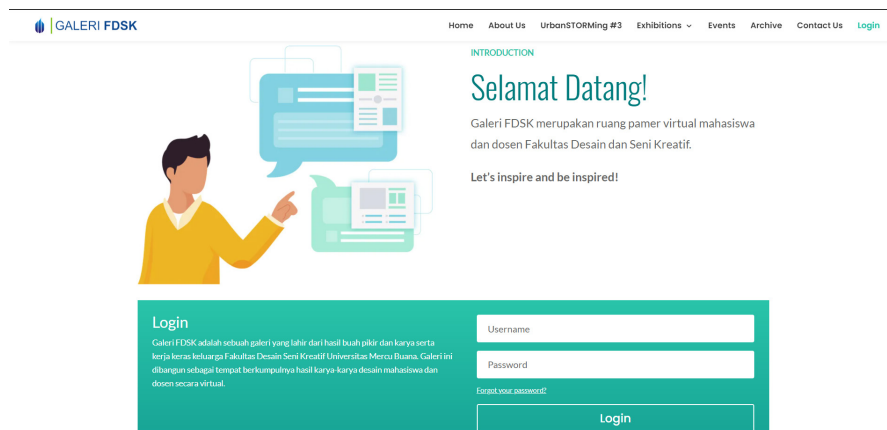 GALERI FDSK
Home About Us UrbanSTORMing #3 Exhibitions Events Archive Contact Us Login
INTRODUCTION
Selamat Datang!
Galeri FDSK merupakan ruang pamer virtual mahasiswa
dan dosen Fakultas Desain dan Seni Kreatif.
Let's inspire and be inspired!
Login
Galeri FDSK adalah sebuah galeri yang lahir dari hasil buah pikir dan karya serta
kerja keras keluarga Fakultas Desain Seni Kreatif Universitas Mercu Buana. Galeri ini
dibangun sebagai tempat berkumpulnya hasil karya-karya desain mahasiswa dan
dosen secara virtual.
Username
Password
Forgot your password?
Login